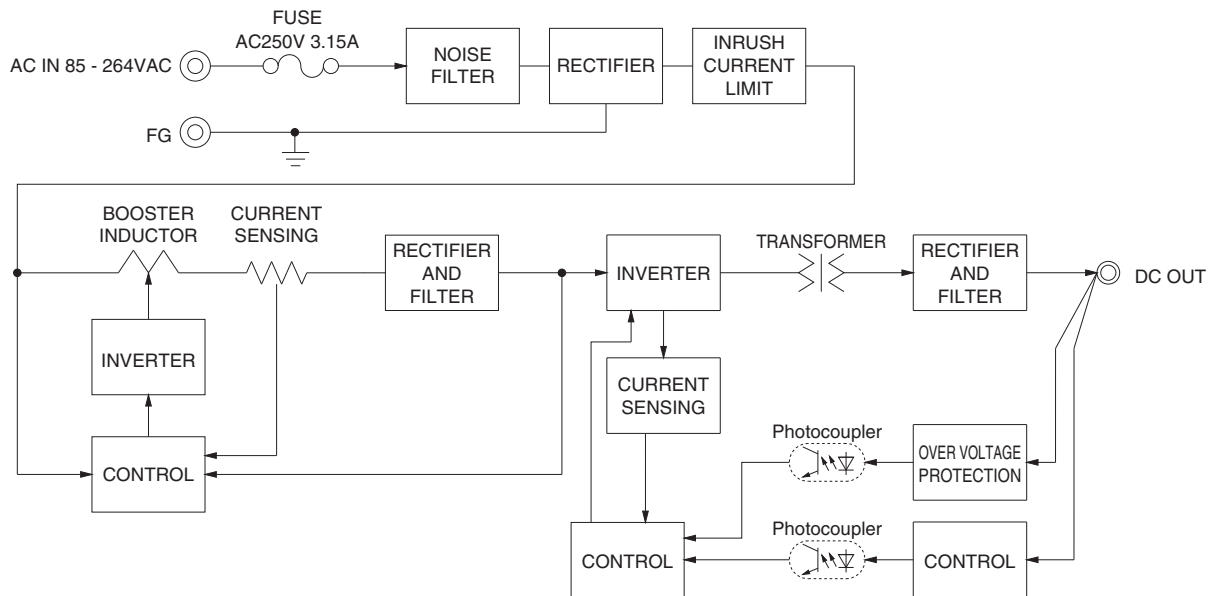 FUSE
AC250V 3.15A
AC IN 85 - 264VAC
NOISE
FILTER
RECTIFIER
INRUSH
CURRENT
LIMIT
FG
BOOSTER
INDUCTOR
CURRENT
SENSING
RECTIFIER
AND
FILTER
INVERTER
TRANSFORMER
RECTIFIER
AND
FILTER
DC OUT
INVERTER
CURRENT
SENSING
CONTROL
Photocoupler
OVER VOLTAGE
PROTECTION
CONTROL
Photocoupler
CONTROL